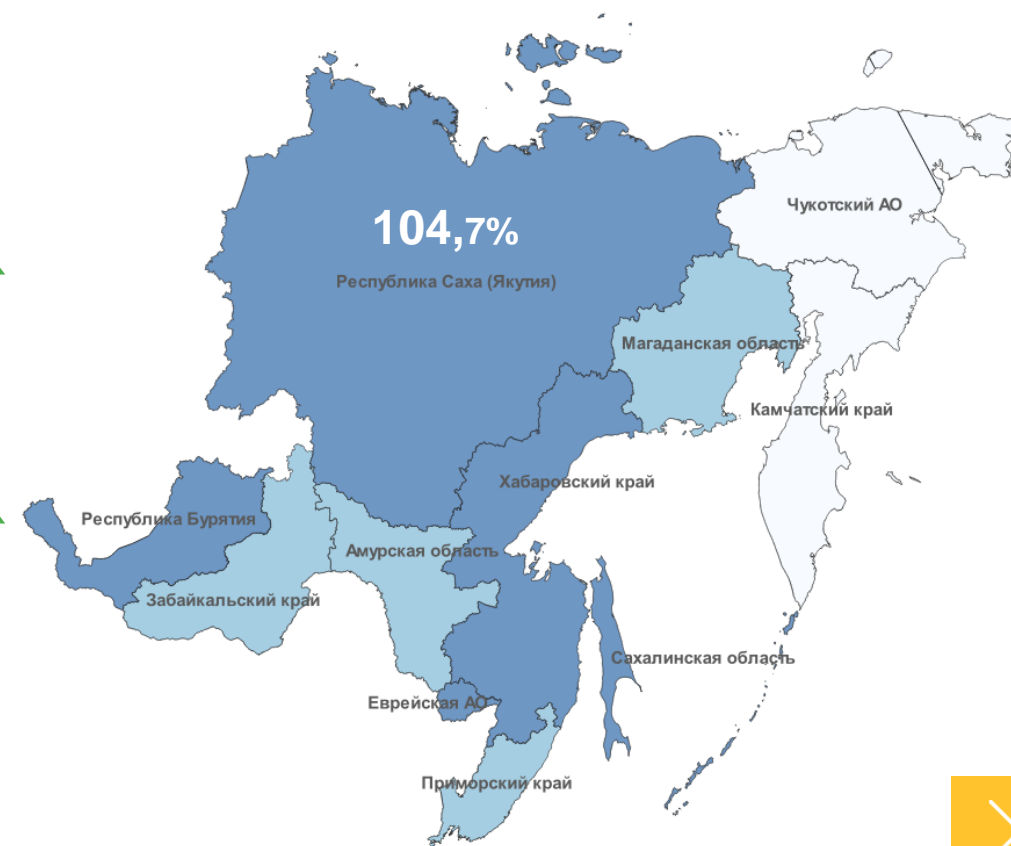 Чукотский АО
104,7%
Республика Саха (Якутия)
Магаданская область
Камчатский край
Хабаровский край
Республика Бурятия
Амурская область
Забайкальский край
Сахалинская область
Еврейская АО
Приморский край